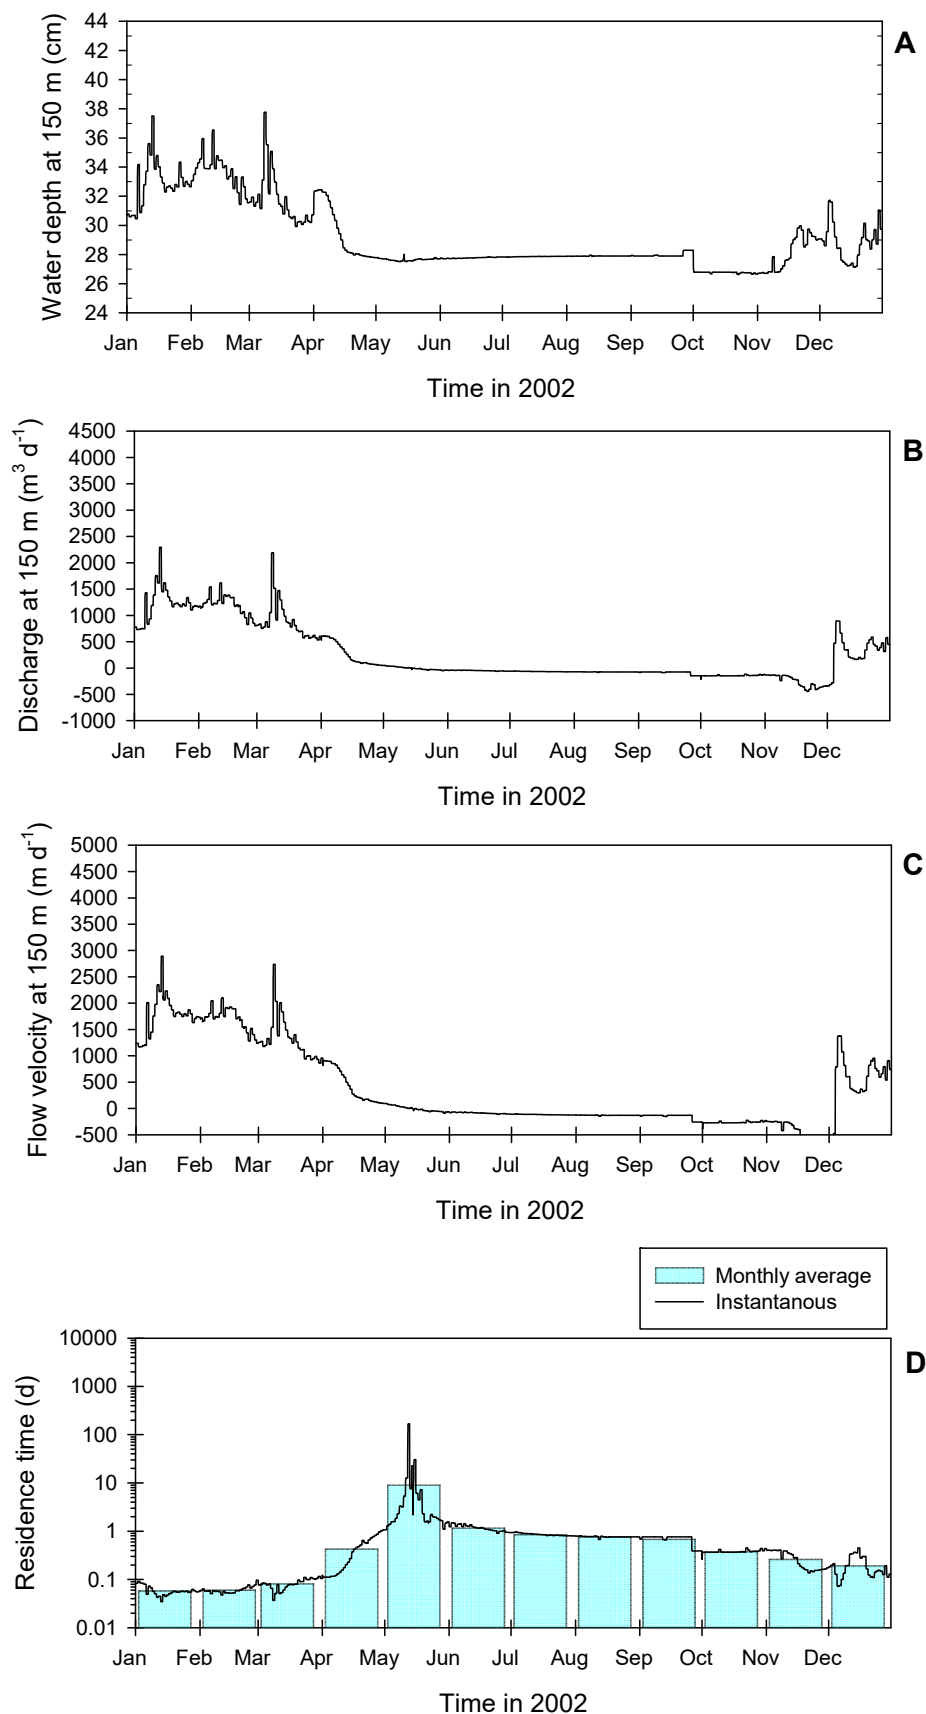 A
Water depth at 150 m (cm)
44
42
40
38
36
34
32
30
28
26
24
Jan Feb Mar Apr May Jun Jul Aug Sep Oct Nov Dec
Time in 2002
B
Discharge at 150 m (m³ d⁻¹)
4500
4000
3500
3000
2500
2000
1500
1000
500
0
-500
-1000
Jan Feb Mar Apr May Jun Jul Aug Sep Oct Nov Dec
Time in 2002
C
Flow velocity at 150 m (m d⁻¹)
5000
4500
4000
3500
3000
2500
2000
1500
1000
500
0
-500
Jan Feb Mar Apr May Jun Jul Aug Sep Oct Nov Dec
Time in 2002
Monthly average
Instantanous
D
Residence time (d)
10000
1000
100
10
1
0.1
0.01
Jan Feb Mar Apr May Jun Jul Aug Sep Oct Nov Dec
Time in 2002